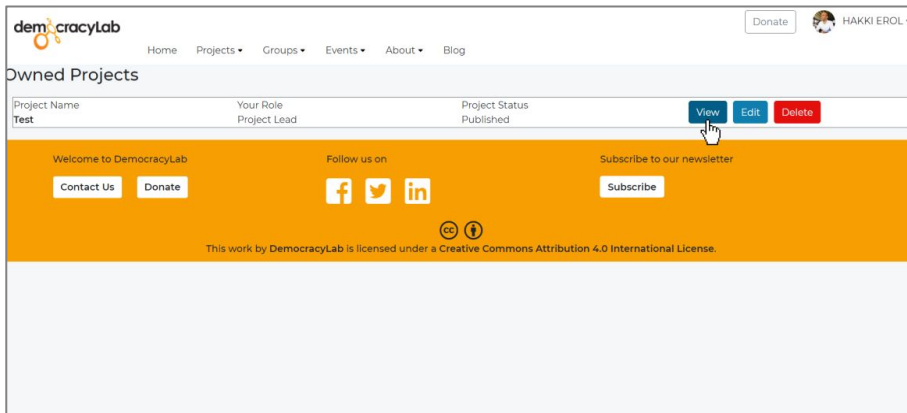 democracyLab
Donate
HAKKI EROL
Home Projects Groups Events About Blog
Owned Projects
Project Name Your Role Project Status
Test Project Lead Published
View Edit Delete
Welcome to DemocracyLab Follow us on Subscribe to our newsletter
Contact Us Donate f in Subscribe
cc
This work by DemocracyLab is licensed under a Creative Commons Attribution 4.0 International License.